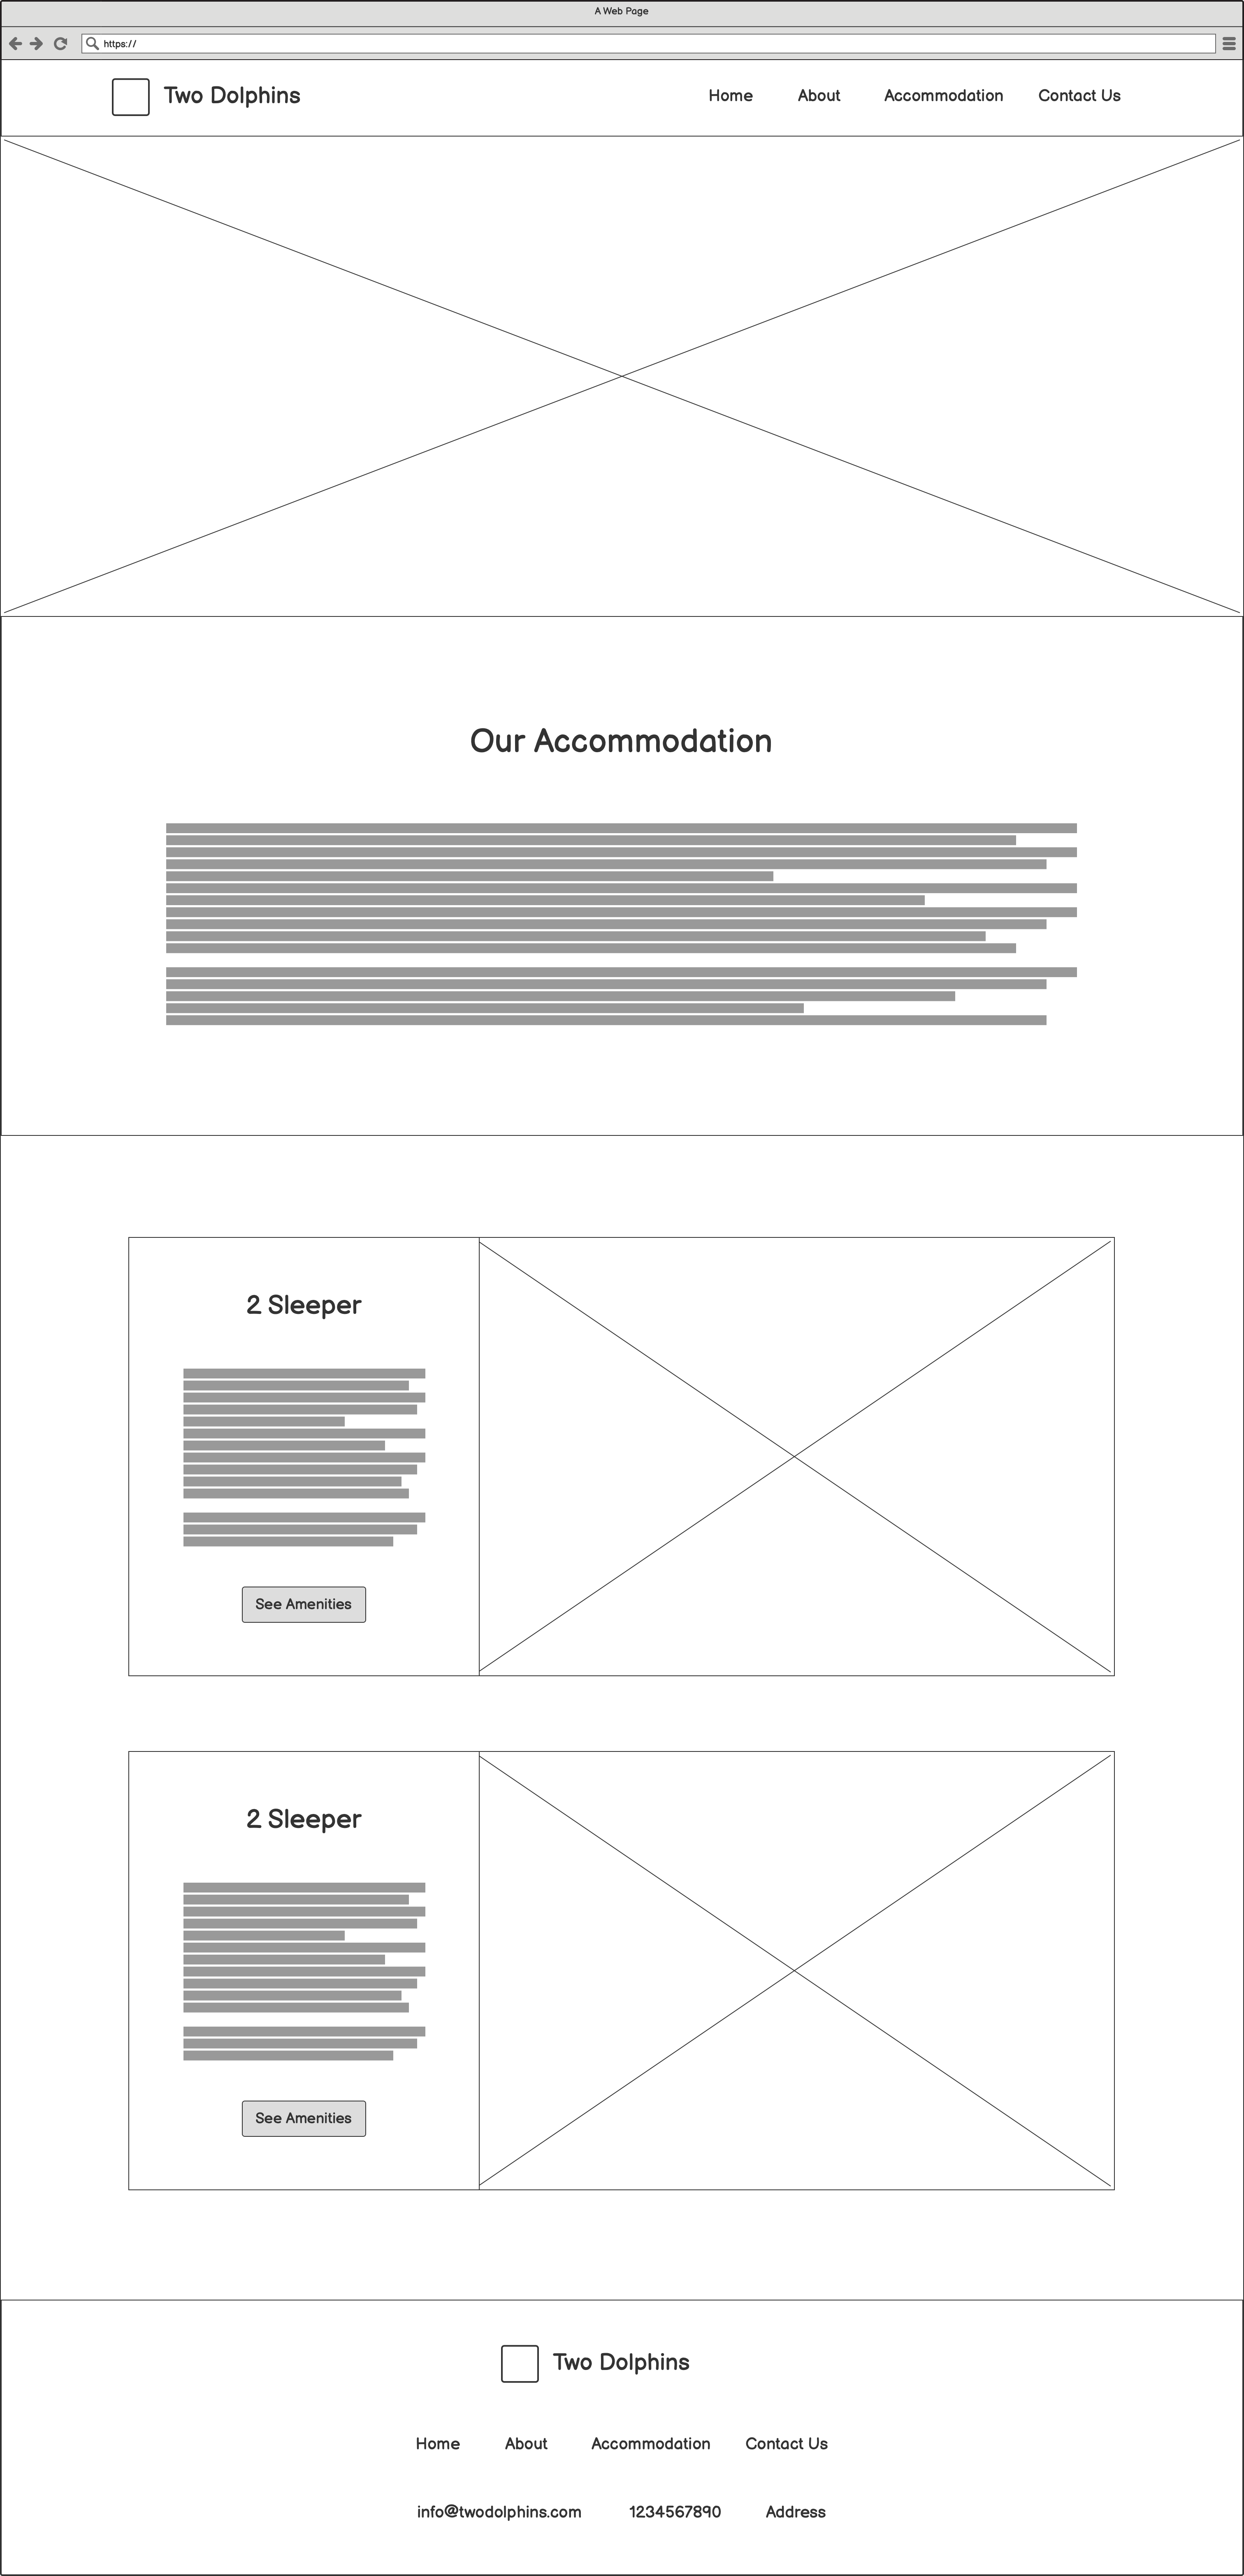 A Web Page
https://
Two Dolphins
Home About Accommodation Contact Us
Our Accommodation
2 Sleeper
See Amenities
2 Sleeper
See Amenities
Two Dolphins
Home About Accommodation Contact Us
info@twodolphins.com 1234567890 Address